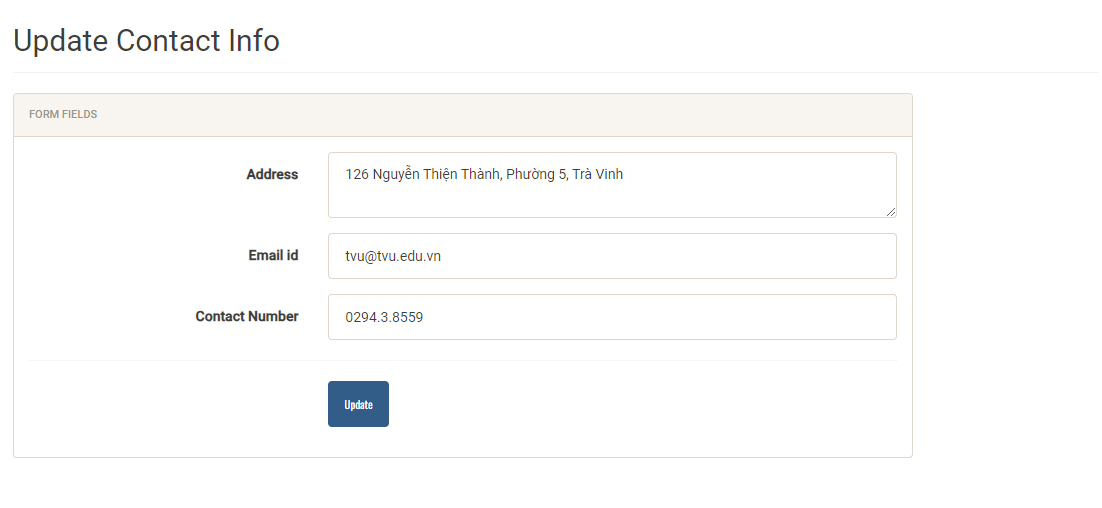 Update Contact Info
FORM FIELDS
Address
126 Nguyễn Thiện Thành, Phường 5, Trà Vinh
Email id
tvu@tvu.edu.vn
Contact Number
0294.3.8559
Update